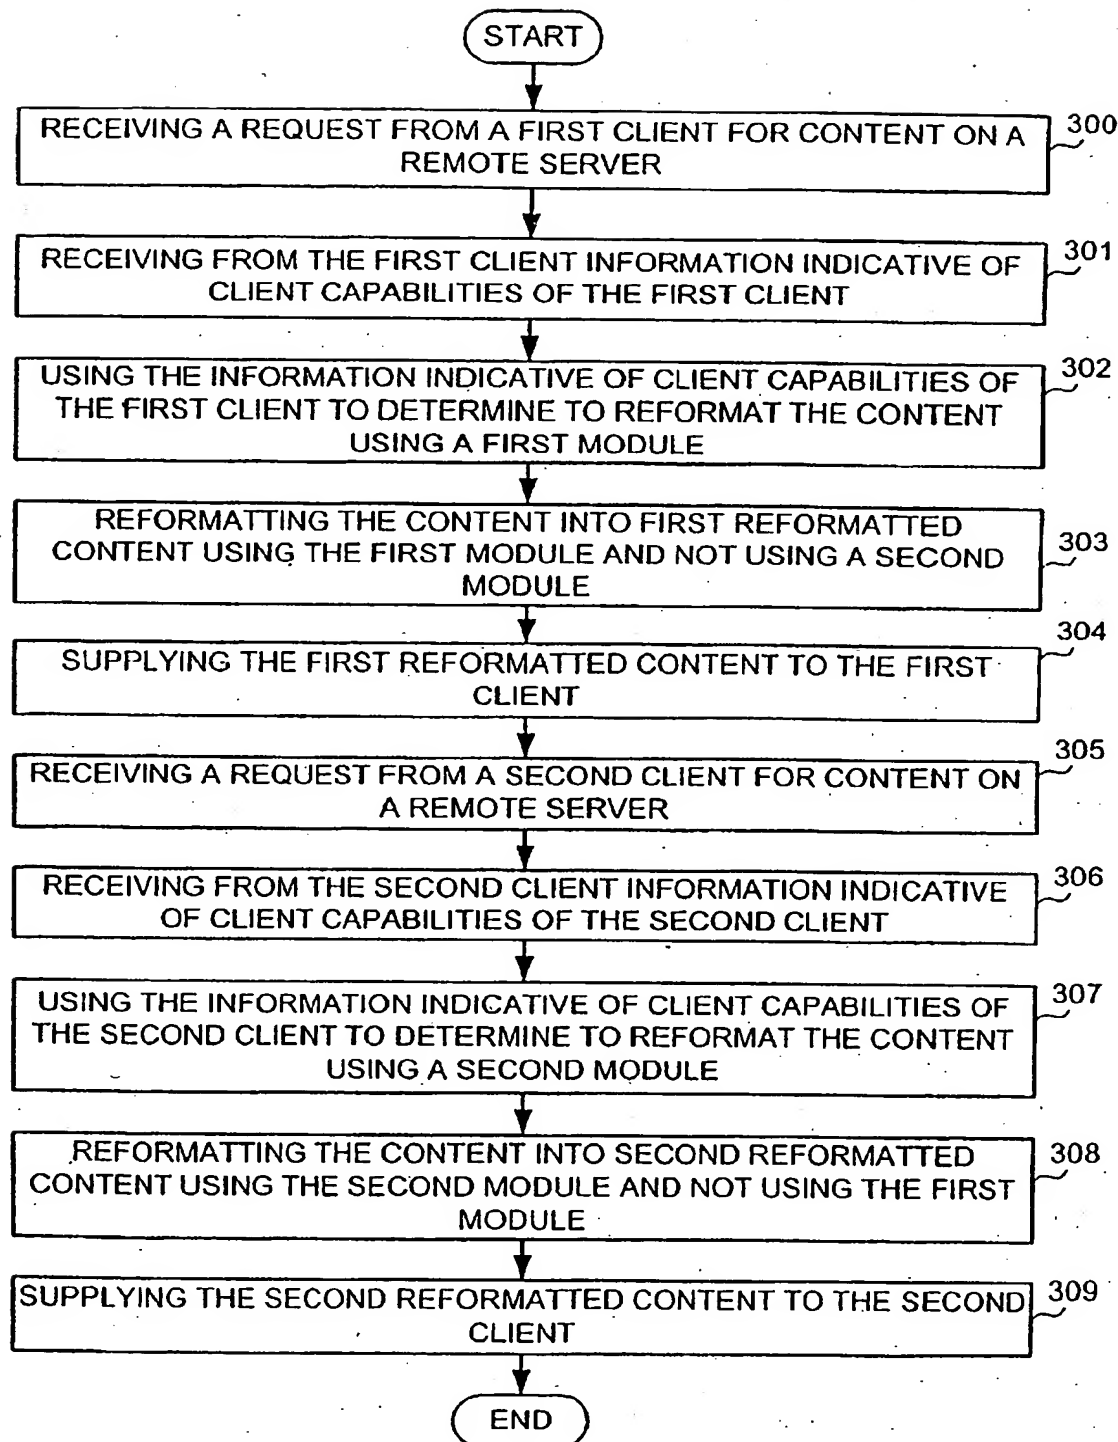 START
RECEIVING A REQUEST FROM A FIRST CLIENT FOR CONTENT ON A
REMOTE SERVER
300
RECEIVING FROM THE FIRST CLIENT INFORMATION INDICATIVE OF
CLIENT CAPABILITIES OF THE FIRST CLIENT
301
USING THE INFORMATION INDICATIVE OF CLIENT CAPABILITIES OF
THE FIRST CLIENT TO DETERMINE TO REFORMAT THE CONTENT
USING A FIRST MODULE
302
REFORMATTING THE CONTENT INTO FIRST REFORMATTED
CONTENT USING THE FIRST MODULE AND NOT USING A SECOND
MODULE
303
SUPPLYING THE FIRST REFORMATTED CONTENT TO THE FIRST
CLIENT
304
RECEIVING A REQUEST FROM A SECOND CLIENT FOR CONTENT ON
A REMOTE SERVER
305
RECEIVING FROM THE SECOND CLIENT INFORMATION INDICATIVE
OF CLIENT CAPABILITIES OF THE SECOND CLIENT
306
USING THE INFORMATION INDICATIVE OF CLIENT CAPABILITIES OF
THE SECOND CLIENT TO DETERMINE TO REFORMAT THE CONTENT
USING A SECOND MODULE
307
REFORMATTING THE CONTENT INTO SECOND REFORMATTED
CONTENT USING THE SECOND MODULE AND NOT USING THE FIRST
MODULE
308
SUPPLYING THE SECOND REFORMATTED CONTENT TO THE SECOND
CLIENT
309
END